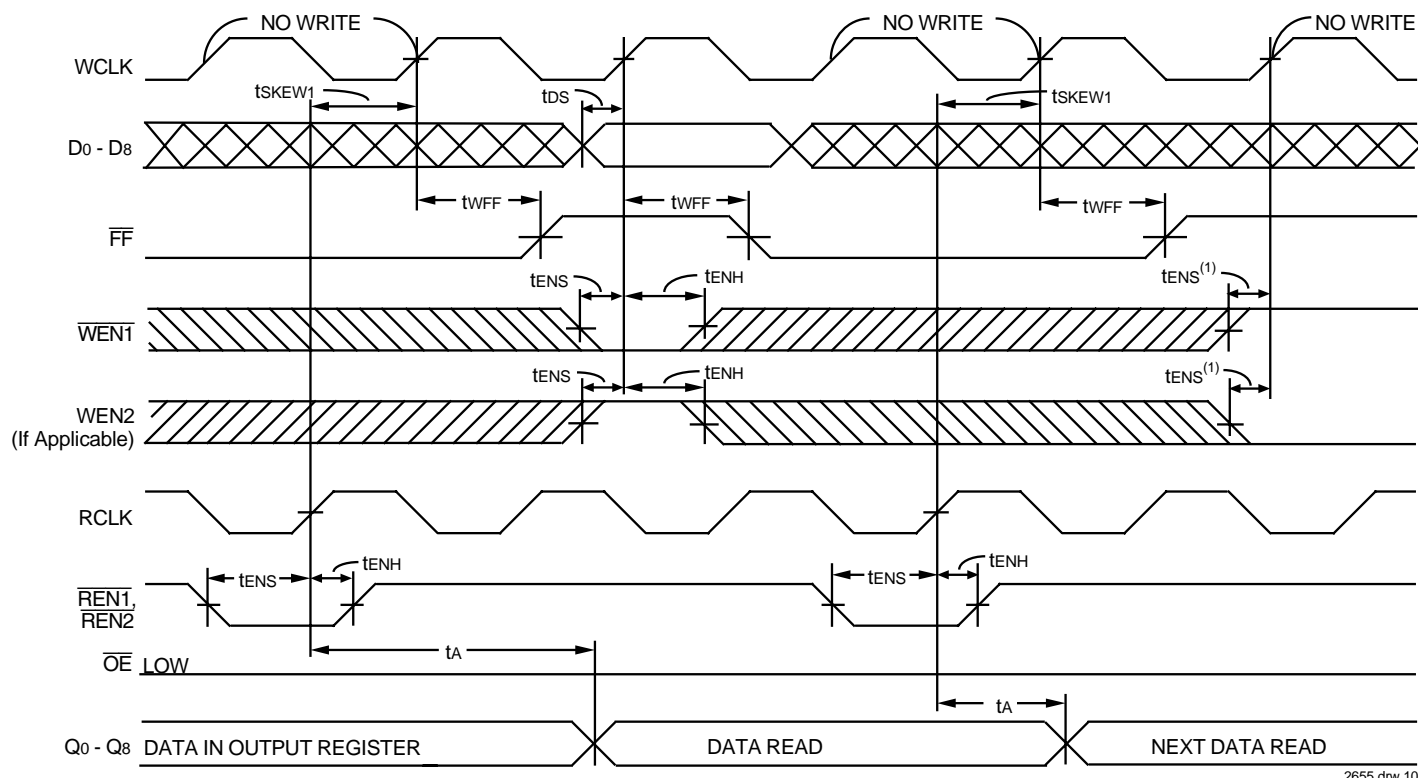 NO WRITE NO WRITE NO WRITE
WCLK
tSKEW1 tDS tSKEW1
D0 - D8
tWFF tWFF tWFF
FF
tENS tENH tENS(1)
WEN1
tENS tENH tENS(1)
WEN2
(If Applicable)
RCLK
tENS tENH tENS tENH
REN1,
REN2
tA
OE LOW
tA
Q0 - Q8 DATA IN OUTPUT REGISTER DATA READ NEXT DATA READ
2655 drw 10